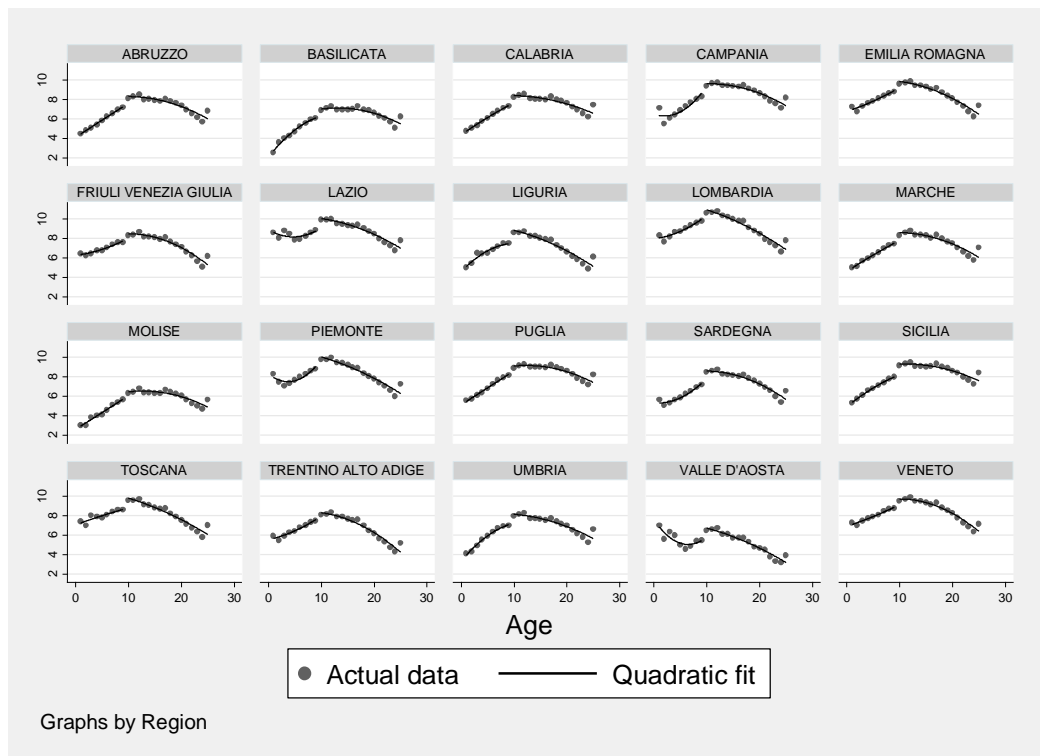 ABRUZZO BASILICATA CALABRIA CAMPANIA EMILIA ROMAGNA
10
8
6
4
2
FRIULI VENEZIA GIULIA LAZIO LIGURIA LOMBARDIA MARCHE
10
8
6
4
2
MOLISE PIEMONTE PUGLIA SARDEGNA SICILIA
10
8
6
4
2
TOSCANA TRENTINO ALTO ADIGE UMBRIA VALLE D'AOSTA VENETO
10
8
6
4
2
0 10 20 30 0 10 20 30 0 10 20 30 0 10 20 30 0 10 20 30
Age
Actual data Quadratic fit
Graphs by Region